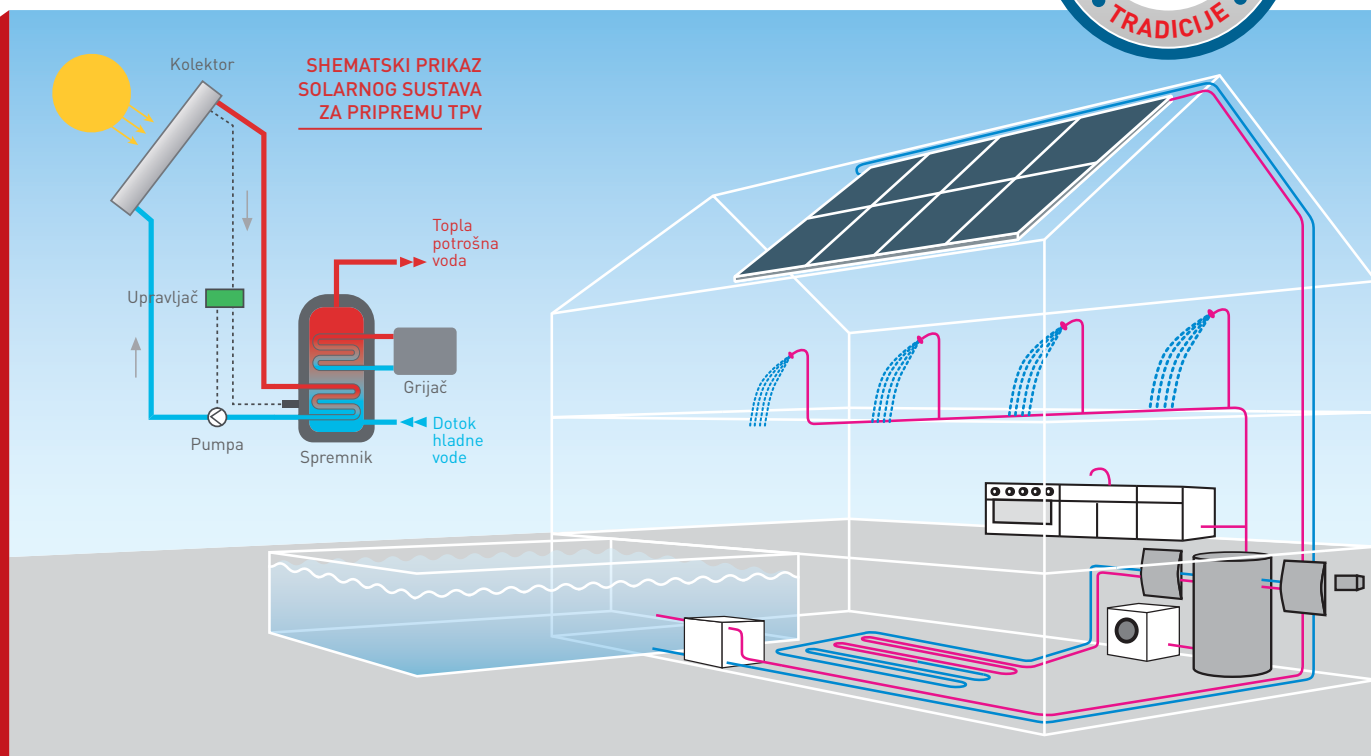 TRADICIJE
Kolektor
SHEMATSKI PRIKAZ
SOLARNOG SUSTAVA
ZA PRIPREMU TPV
Topla
potrošna
voda
Upravljač
Grijač
Pumpa
Spremnik
Dotok
hladne
vode